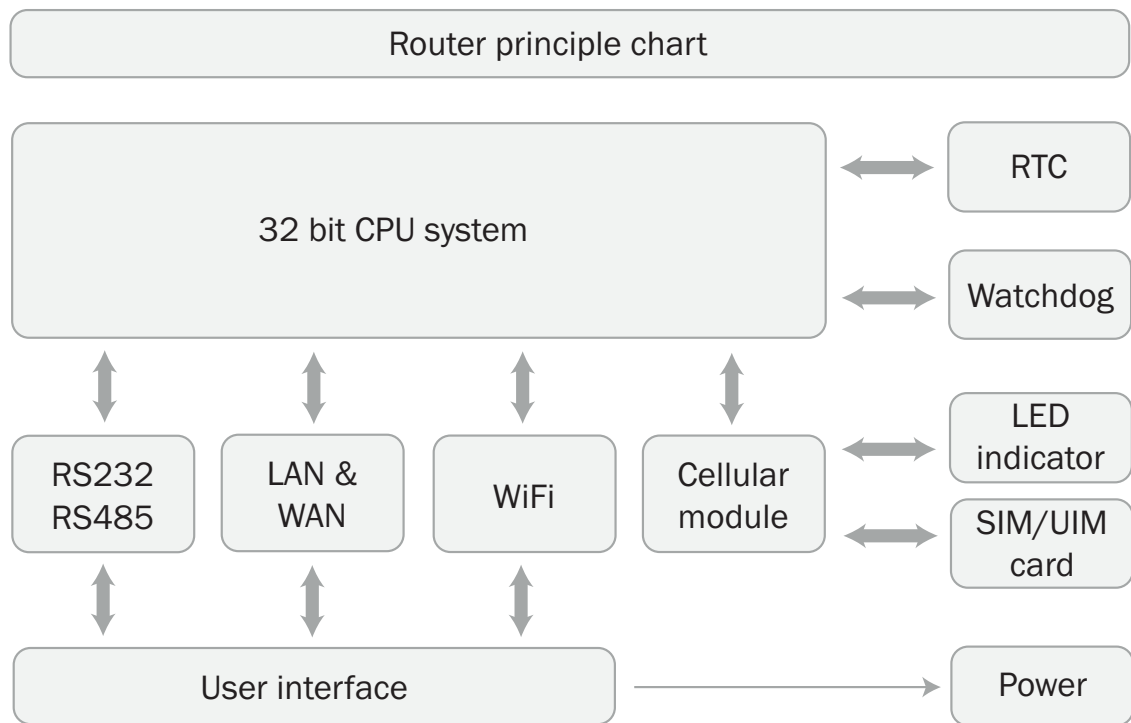 Router principle chart
32 bit CPU system
RTC
Watchdog
RS232
RS485
LAN &
WAN
WiFi
Cellular
module
LED
indicator
SIM/UIM
card
User interface
Power